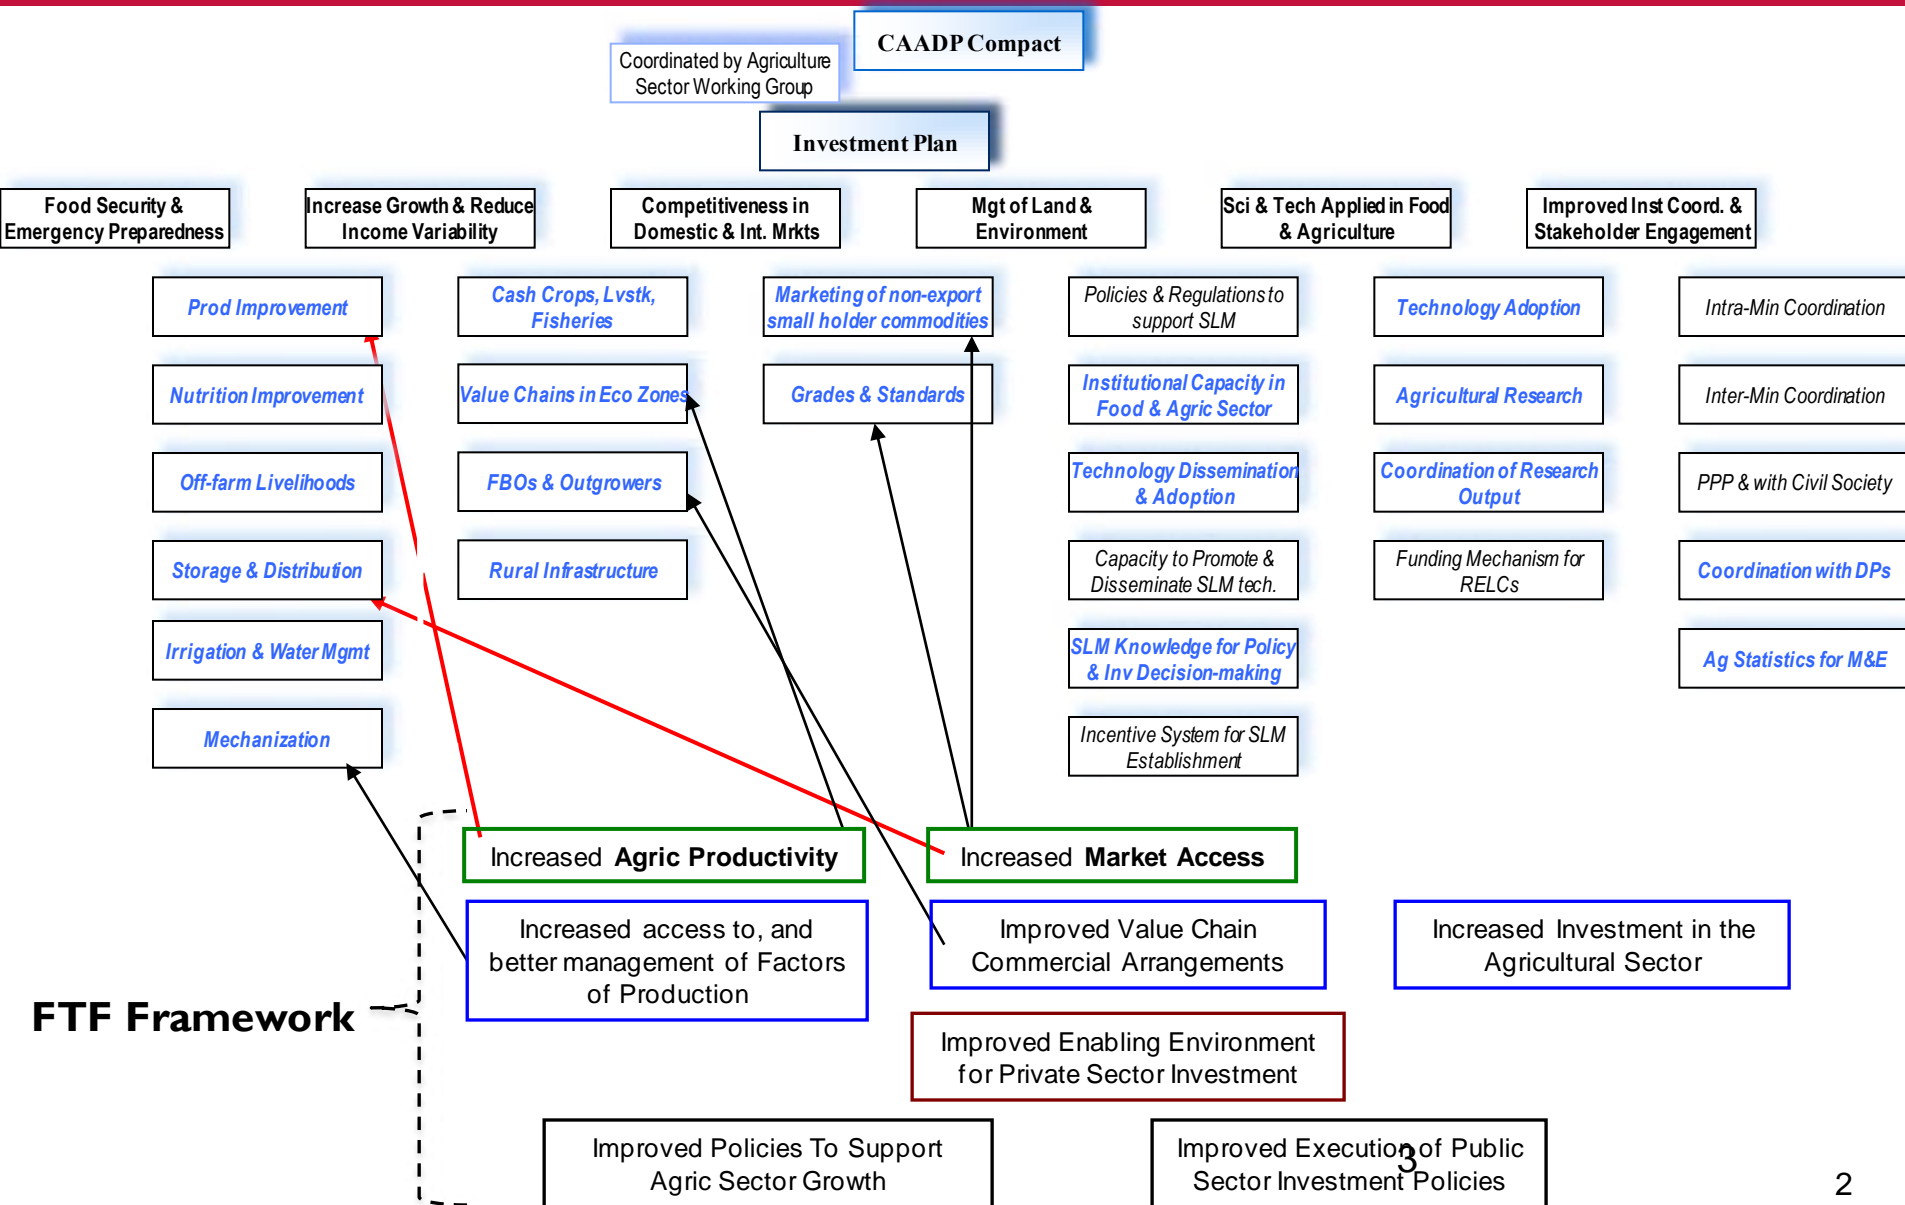 CAADP Compact
Coordinated by Agriculture
Sector Working Group
Investment Plan
Food Security &
Emergency Preparedness
Increase Growth & Reduce
Income Variability
Competitiveness in
Domestic & Int. Mrkts
Mgt of Land &
Environment
Sci & Tech Applied in Food
& Agriculture
Improved Inst Coord. &
Stakeholder Engagement
Prod Improvement
Nutrition Improvement
Off-farm Livelihoods
Storage & Distribution
Irrigation & Water Mgmt
Mechanization
Cash Crops, Lvstk,
Fisheries
Value Chains in Eco Zones
FBOs & Outgrowers
Rural Infrastructure
Marketing of non-export
small holder commodities
Grades & Standards
Policies & Regulations to
support SLM
Institutional Capacity in
Food & Agric Sector
Technology Dissemination
& Adoption
Capacity to Promote &
Disseminate SLM tech.
SLM Knowledge for Policy
& Inv Decision-making
Incentive System for SLM
Establishment
Technology Adoption
Agricultural Research
Coordination of Research
Output
Funding Mechanism for
RELCs
Intra-Min Coordination
Inter-Min Coordination
PPP & with Civil Society
Coordination with DPs
Ag Statistics for M&E
FTF Framework
Increased Agric Productivity
Increased Market Access
Increased access to, and
better management of Factors
of Production
Improved Value Chain
Commercial Arrangements
Increased Investment in the
Agricultural Sector
Improved Enabling Environment
for Private Sector Investment
Improved Policies To Support
Agric Sector Growth
Improved Execution of Public
Sector Investment Policies
3
2